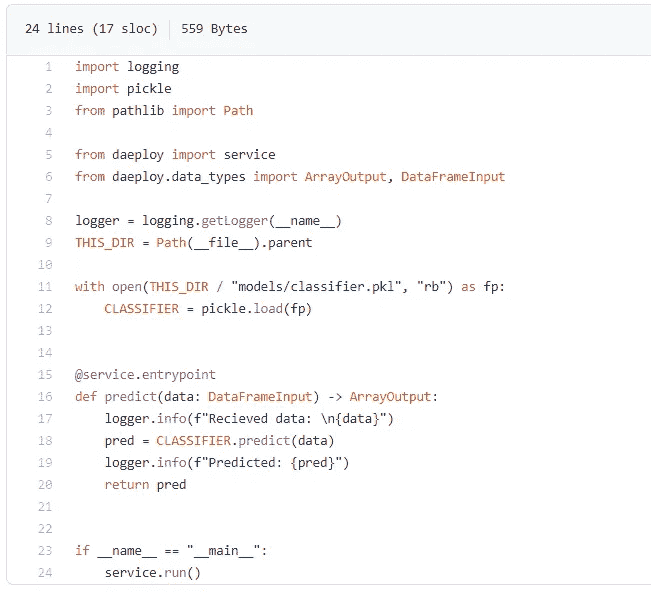 24 lines (17 sloc) 559 Bytes
1 import logging
2 import pickle
3 from pathlib import Path
4
5 from daeploy import service
6 from daeploy.data_types import ArrayOutput, DataFrameInput
7
8 logger = logging.getLogger(__name__)
9 THIS_DIR = Path(__file__).parent
10
11 with open(THIS_DIR / "models/classifier.pkl", "rb") as fp:
12     CLASSIFIER = pickle.load(fp)
13
14
15 @service.entrypoint
16 def predict(data: DataFrameInput) -> ArrayOutput:
17     logger.info(f"Recieved data: \n{data}")
18     pred = CLASSIFIER.predict(data)
19     logger.info(f"Predicted: {pred}")
20     return pred
21
22
23 if __name__ == "__main__":
24     service.run()